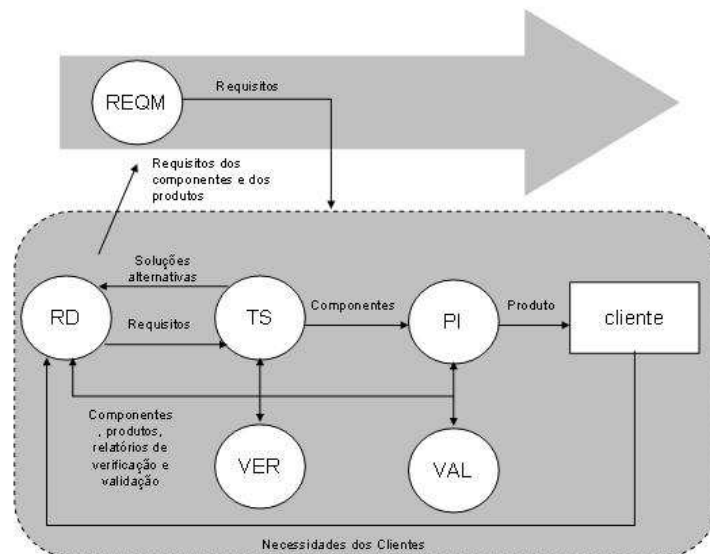 REQM
Requisitos
Requisitos dos
componentes e dos
produtos
Soluções
alternativas
RD
Requisitos
TS
Componentes
PI
Produto
cliente
Componentes
, produtos,
relatórios de
verificação e
validação
VER
VAL
Necessidades dos Clientes